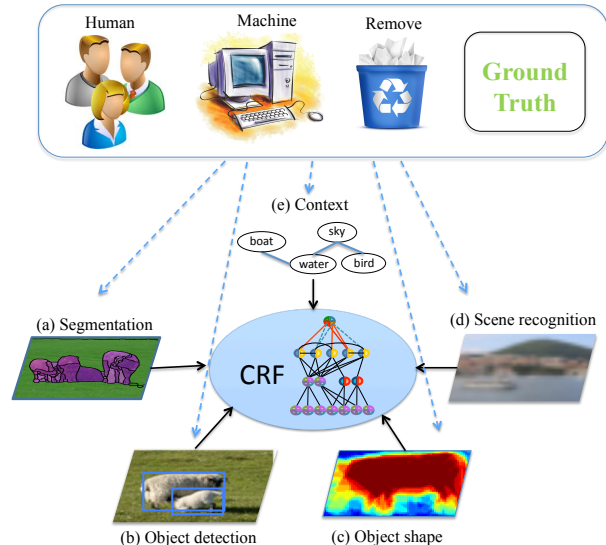 Human
Machine
Remove
Ground
Truth
(e) Context
sky
boat
water
bird
(a) Segmentation
(d) Scene recognition
CRF
(b) Object detection
(c) Object shape